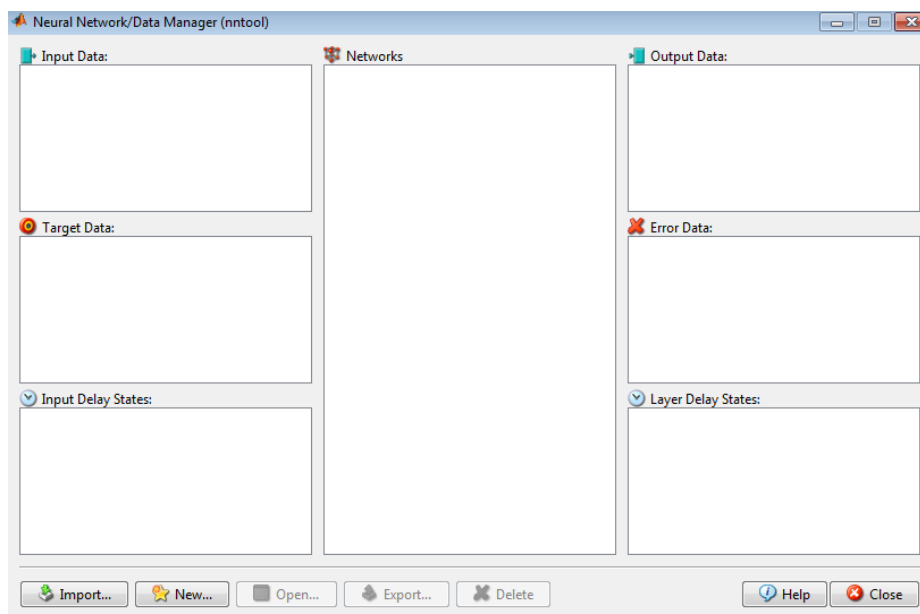 Neural Network/Data Manager (nntool)
Input Data:
Networks
Output Data:
Target Data:
Error Data:
Input Delay States:
Layer Delay States:
Import...
New...
Open...
Export...
Delete
Help
Close